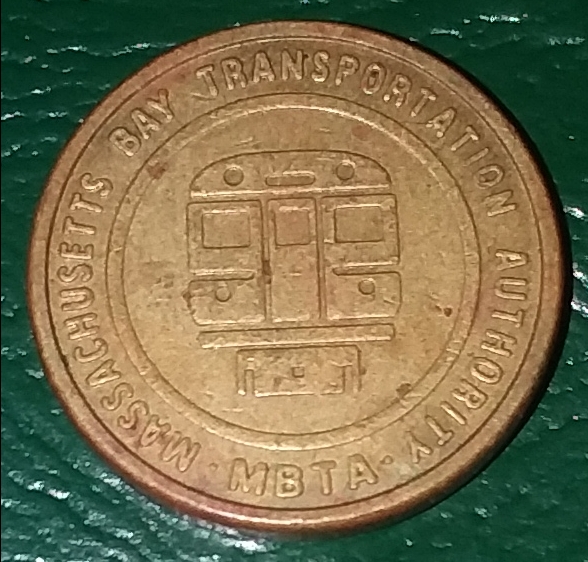 MASSACHUSETTS BAY TRANSPORTATION AUTHORITY
· MBTA ·